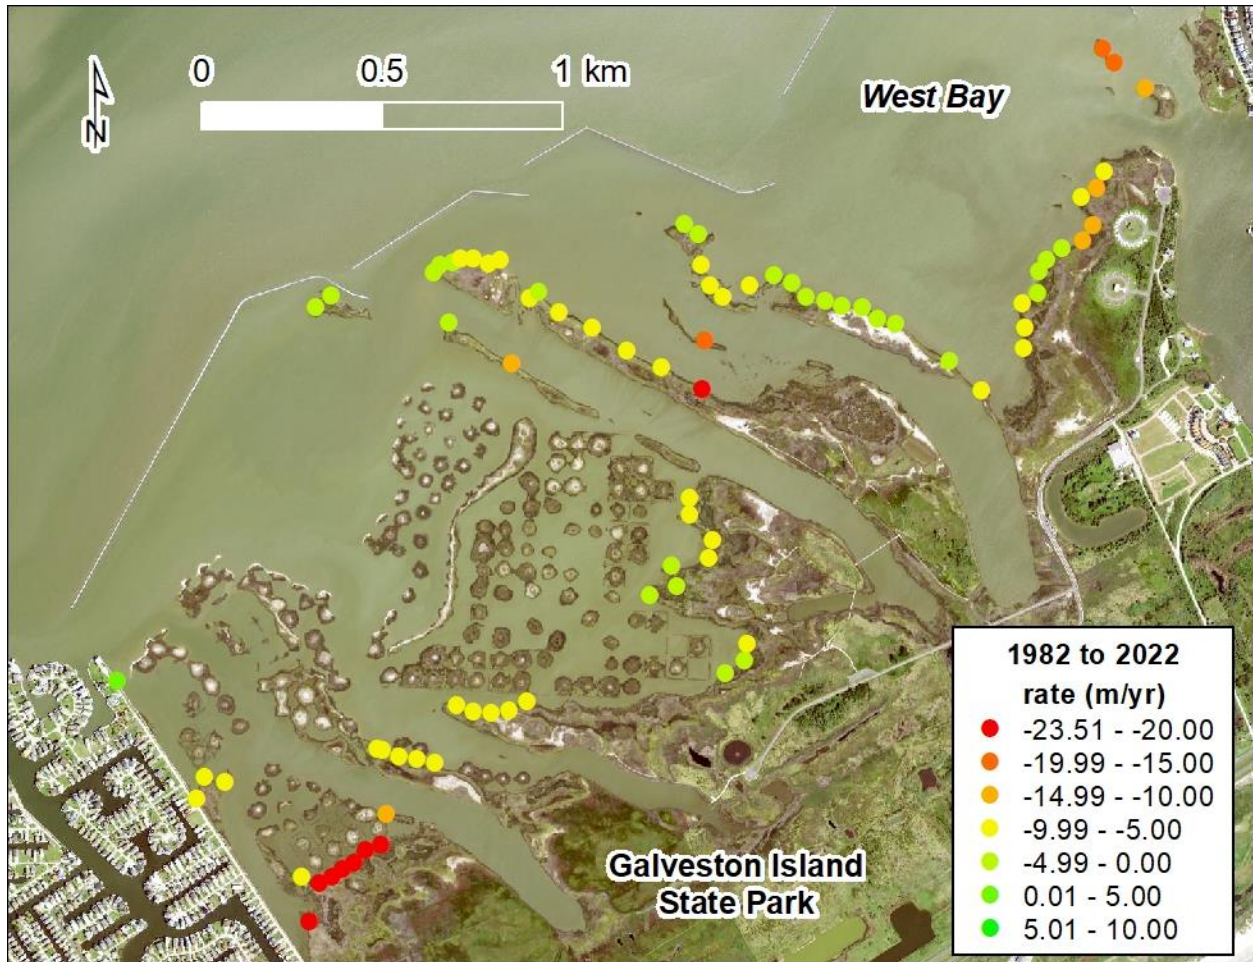 0 0.5 1 km
N
West Bay
Galveston Island
State Park
1982 to 2022
rate (m/yr)
-23.51 - -20.00
-19.99 - -15.00
-14.99 - -10.00
-9.99 - -5.00
-4.99 - 0.00
0.01 - 5.00
5.01 - 10.00